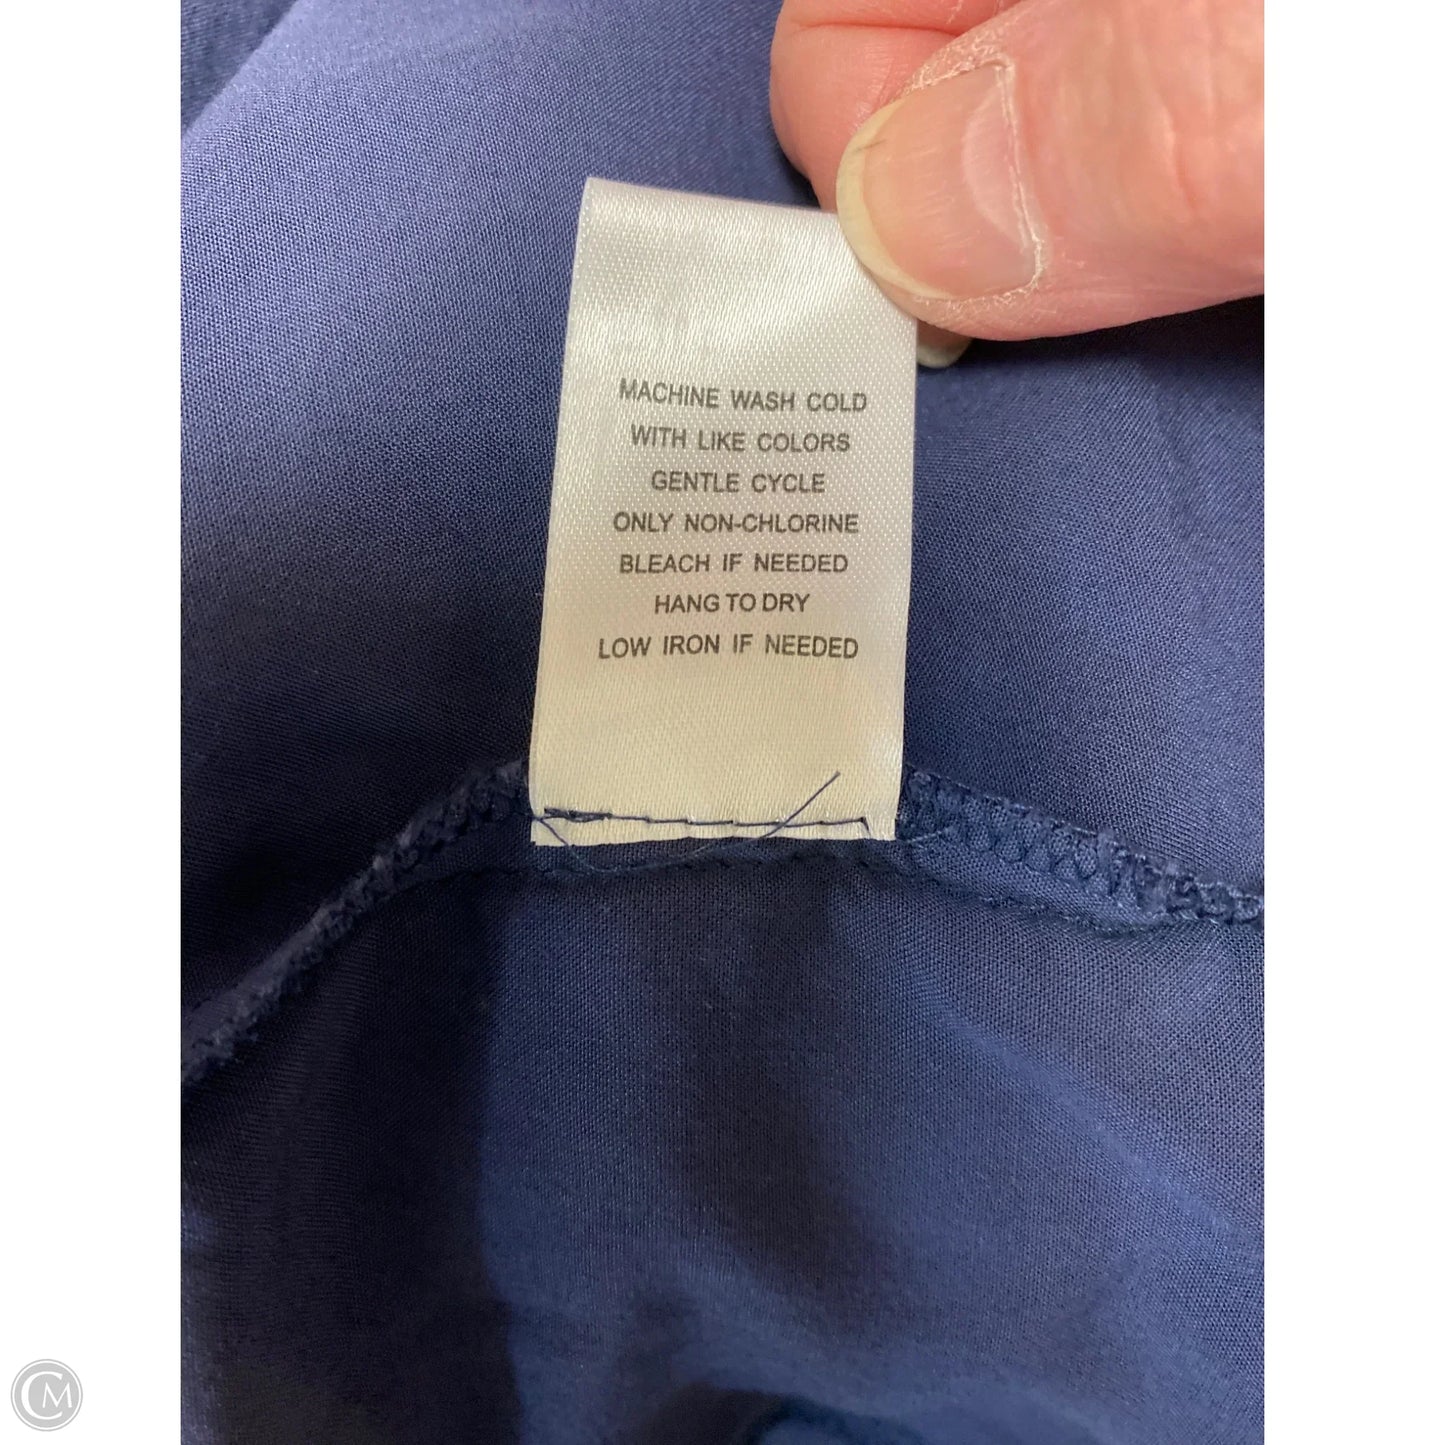 MACHINE WASH COLD
WITH LIKE COLORS
GENTLE CYCLE
ONLY NON-CHLORINE
BLEACH IF NEEDED
HANG TO DRY
LOW IRON IF NEEDED
CM